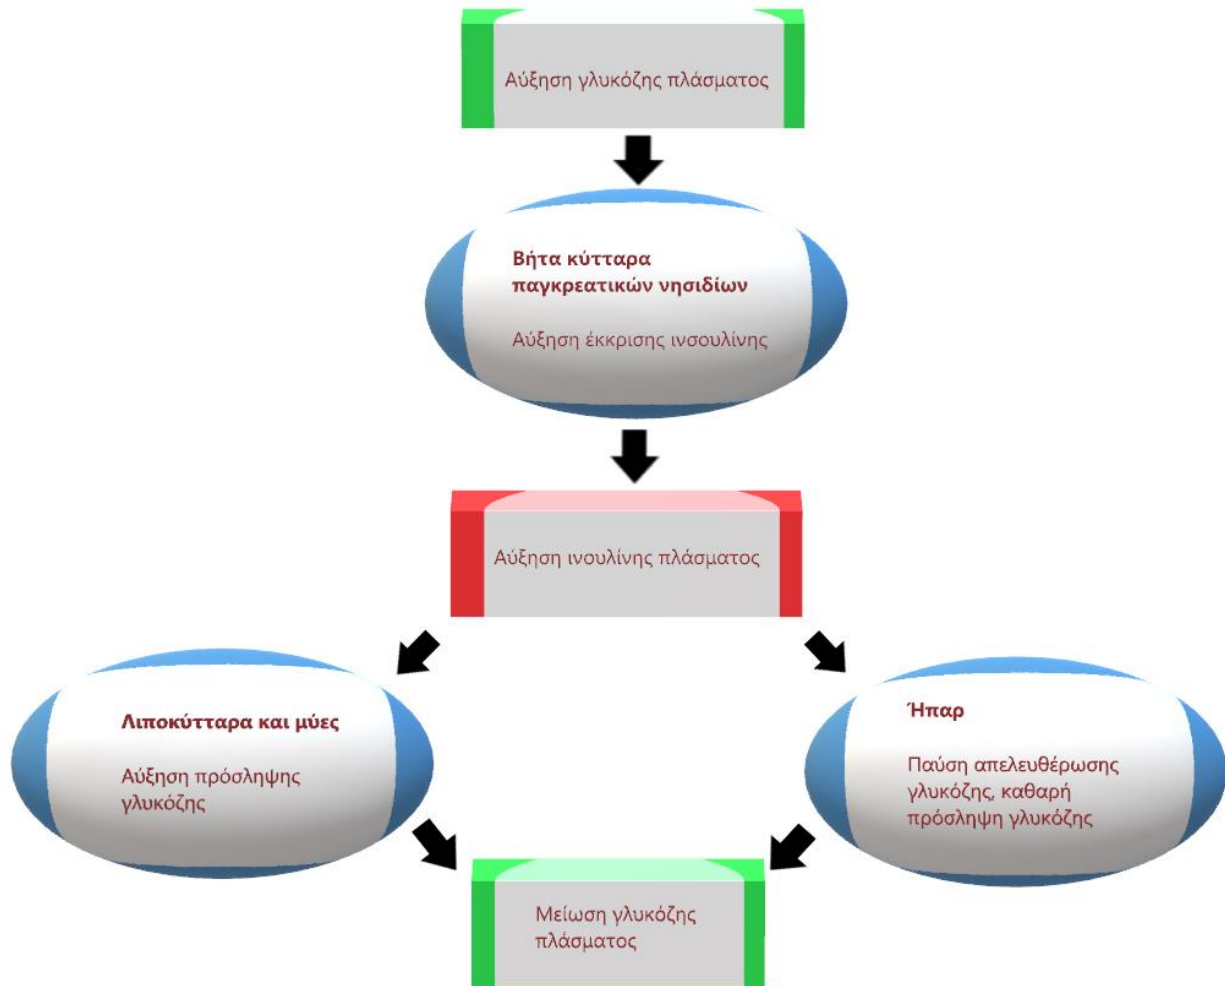 Αύξηση γλυκόζης πλάσματος
Βήτα κύτταρα
παγκρεατικών νησιδίων
Αύξηση έκκρισης ινσουλίνης
Αύξηση ινουλίνης πλάσματος
Λιποκύτταρα και μύες
Αύξηση πρόσληψης
γλυκόζης
Ήπαρ
Παύση απελευθέρωσης
γλυκόζης, καθαρή
πρόσληψη γλυκόζης
Μείωση γλυκόζης
πλάσματος